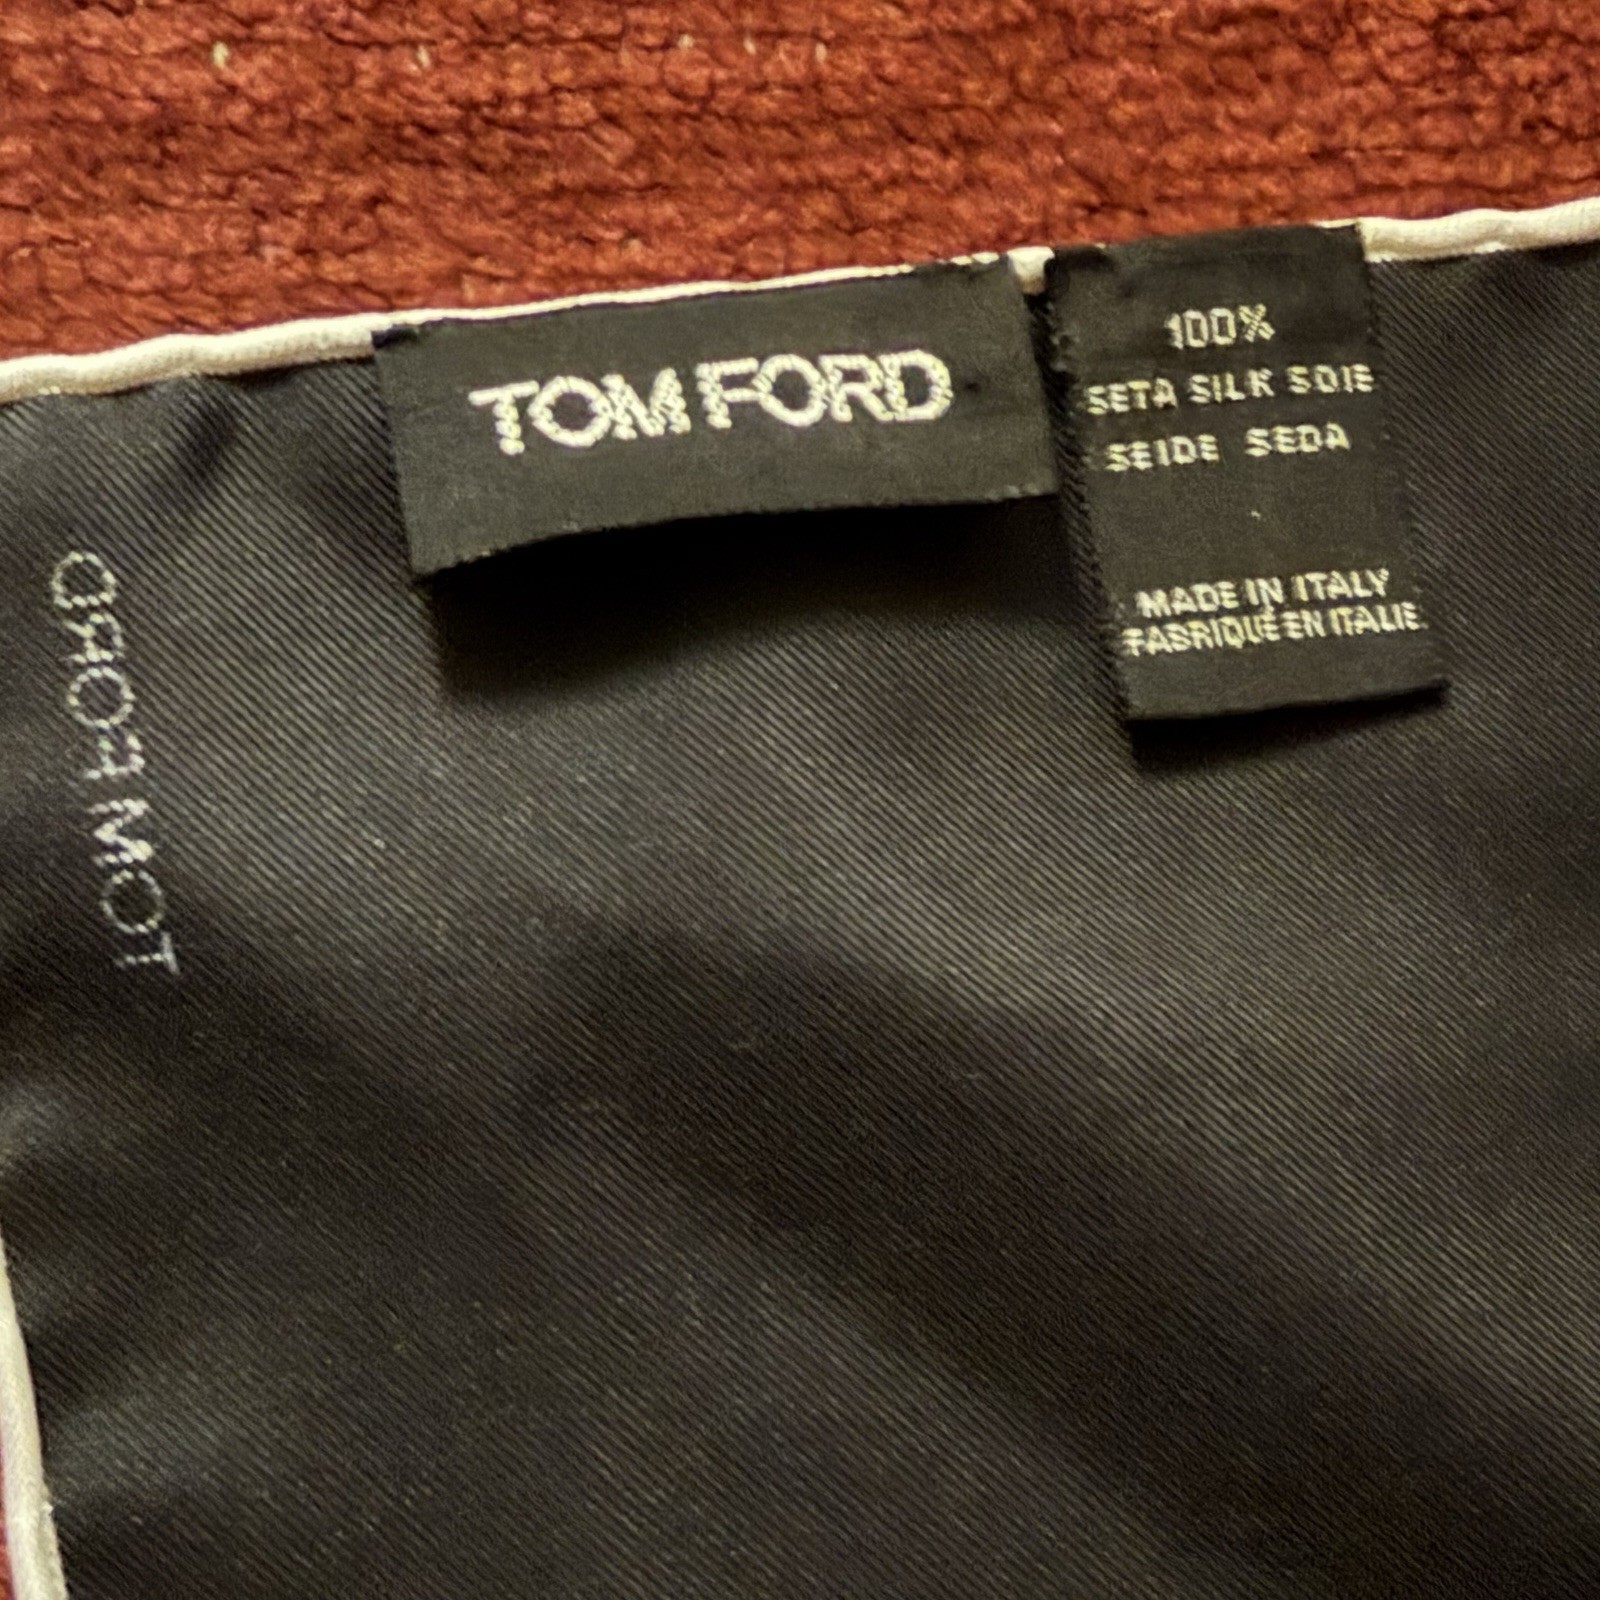 TOM FORD
100%
SETA SILK SOIE
SEIDE SEDA
MADE IN ITALY
FABRIQUÉ EN ITALIE
TOM FORD